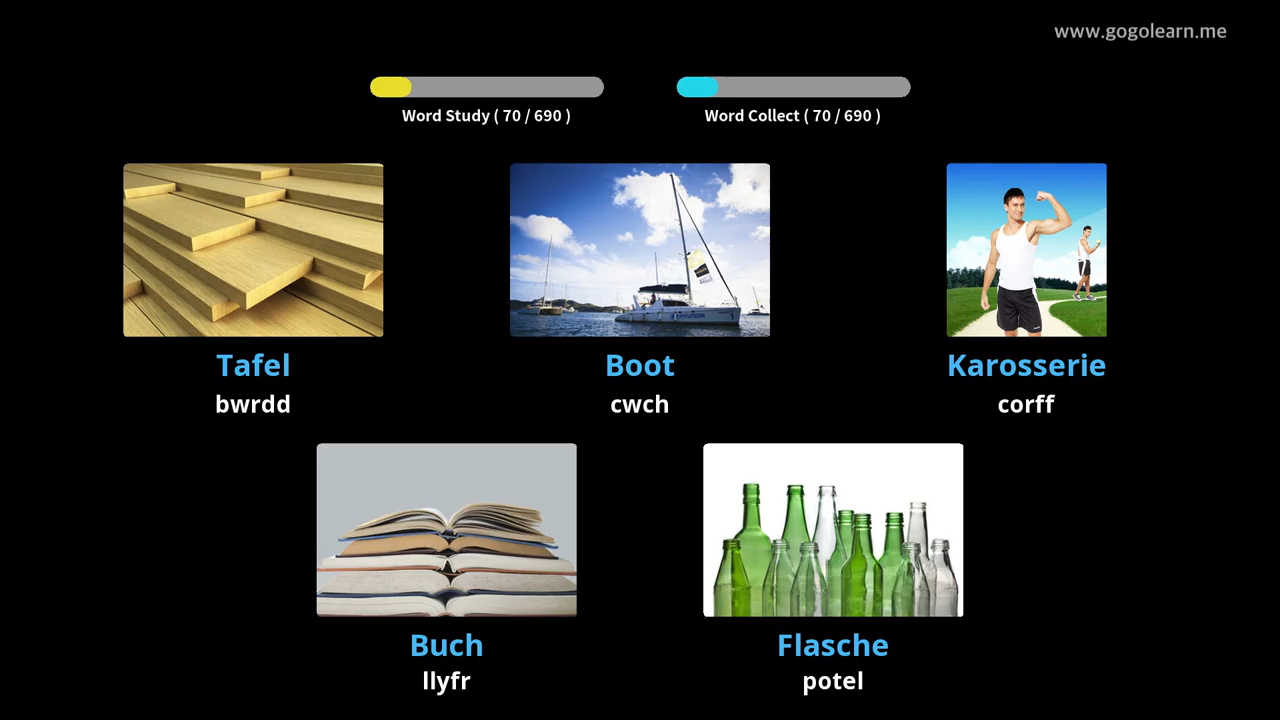 www.gogolearn.me
Word Study ( 70 / 690 )
Word Collect ( 70 / 690 )
Tafel
bwrdd
Boot
cwch
Karosserie
corff
Buch
llyfr
Flasche
potel